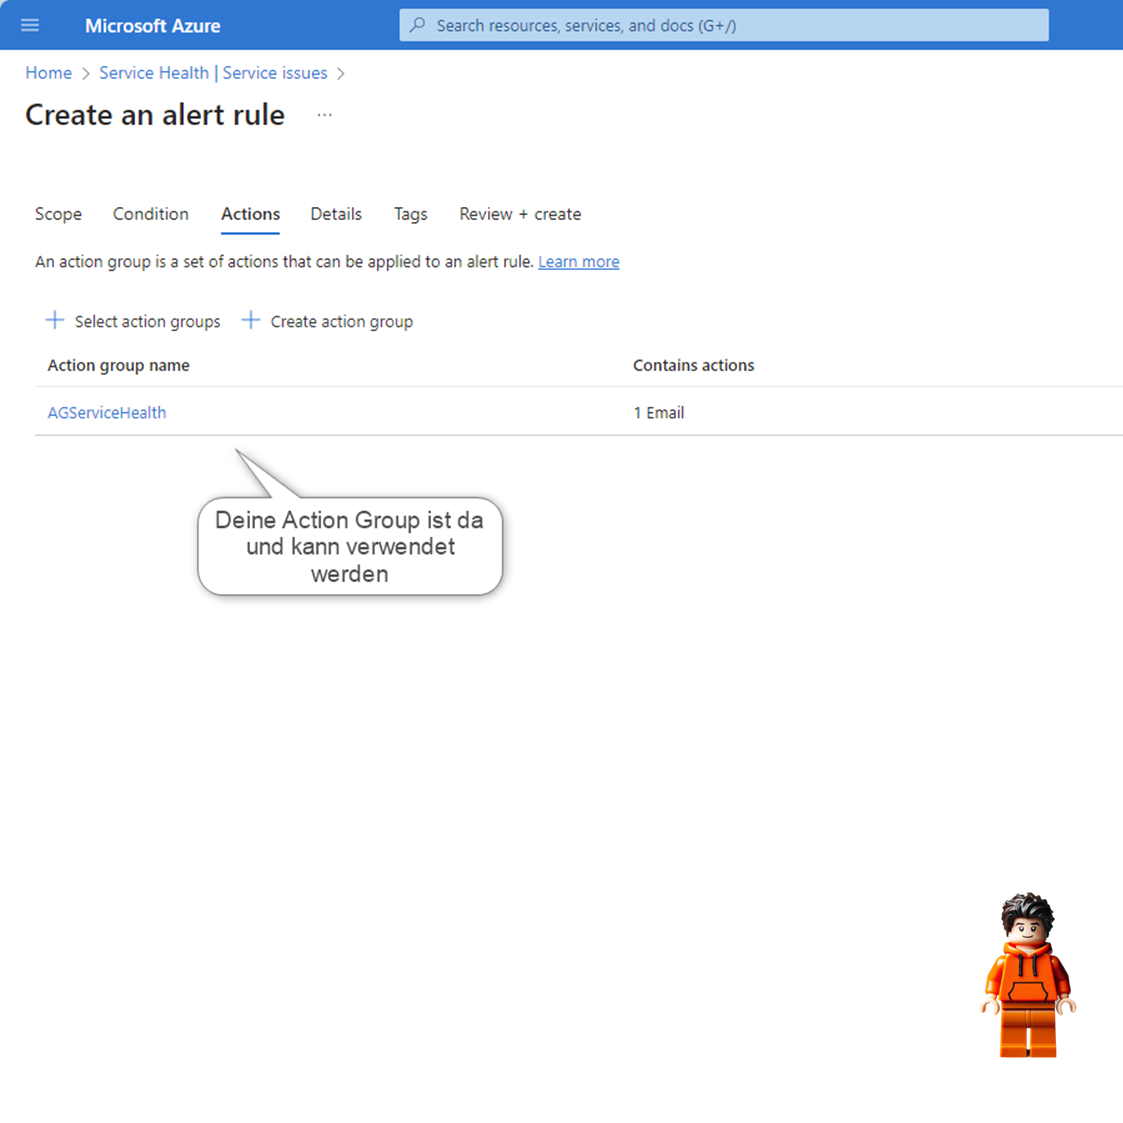 Microsoft Azure
Search resources, services, and docs (G+/)
Home > Service Health | Service issues >
Create an alert rule ...
Scope Condition Actions Details Tags Review + create
An action group is a set of actions that can be applied to an alert rule. Learn more
+ Select action groups + Create action group
Action group name Contains actions
AGServiceHealth 1 Email
Deine Action Group ist da
und kann verwendet
werden